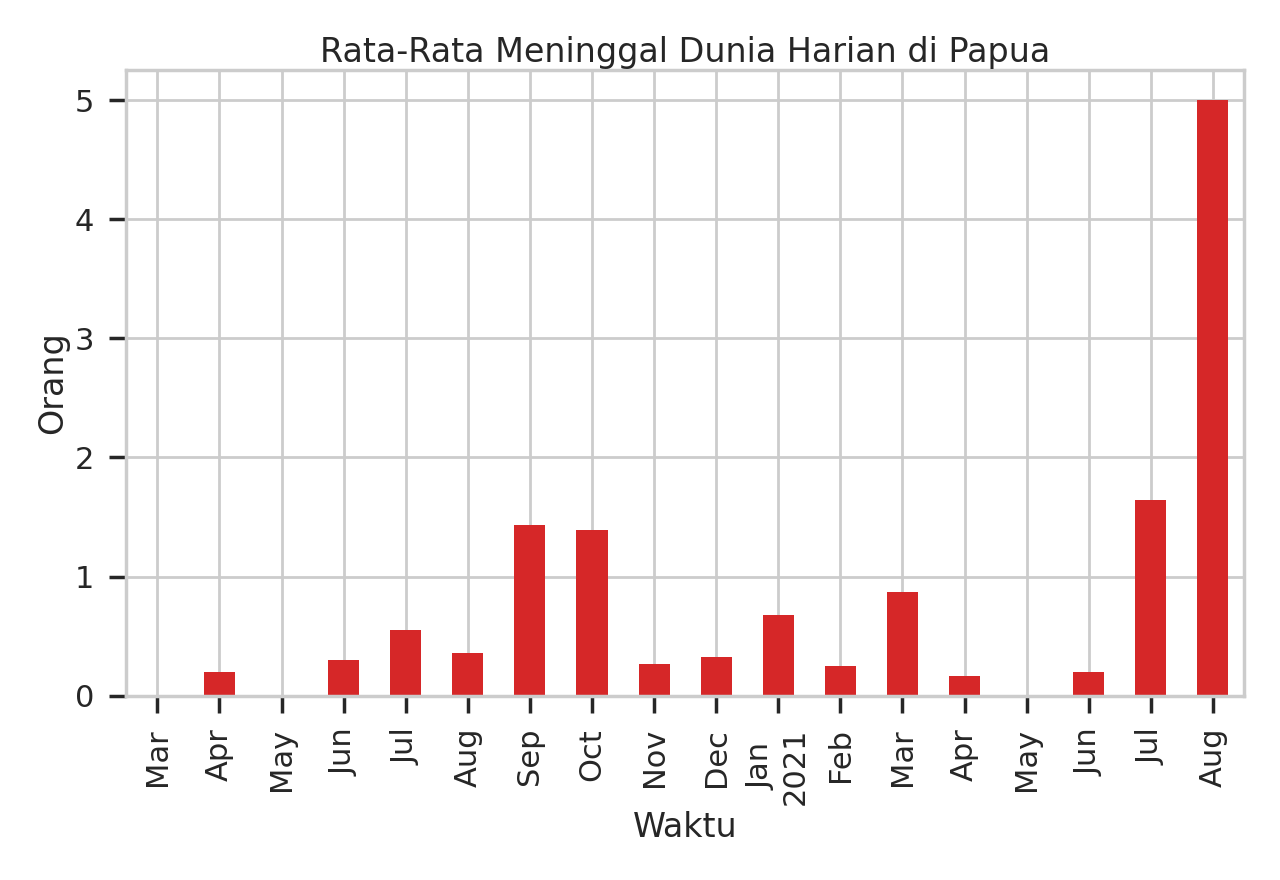 Rata-Rata Meninggal Dunia Harian di Papua
5
4
3
2
1
0
Orang
Mar
Apr
May
Jun
Jul
Aug
Sep
Oct
Nov
Dec
Jan
2021
Feb
Mar
Apr
May
Jun
Jul
Aug
Waktu